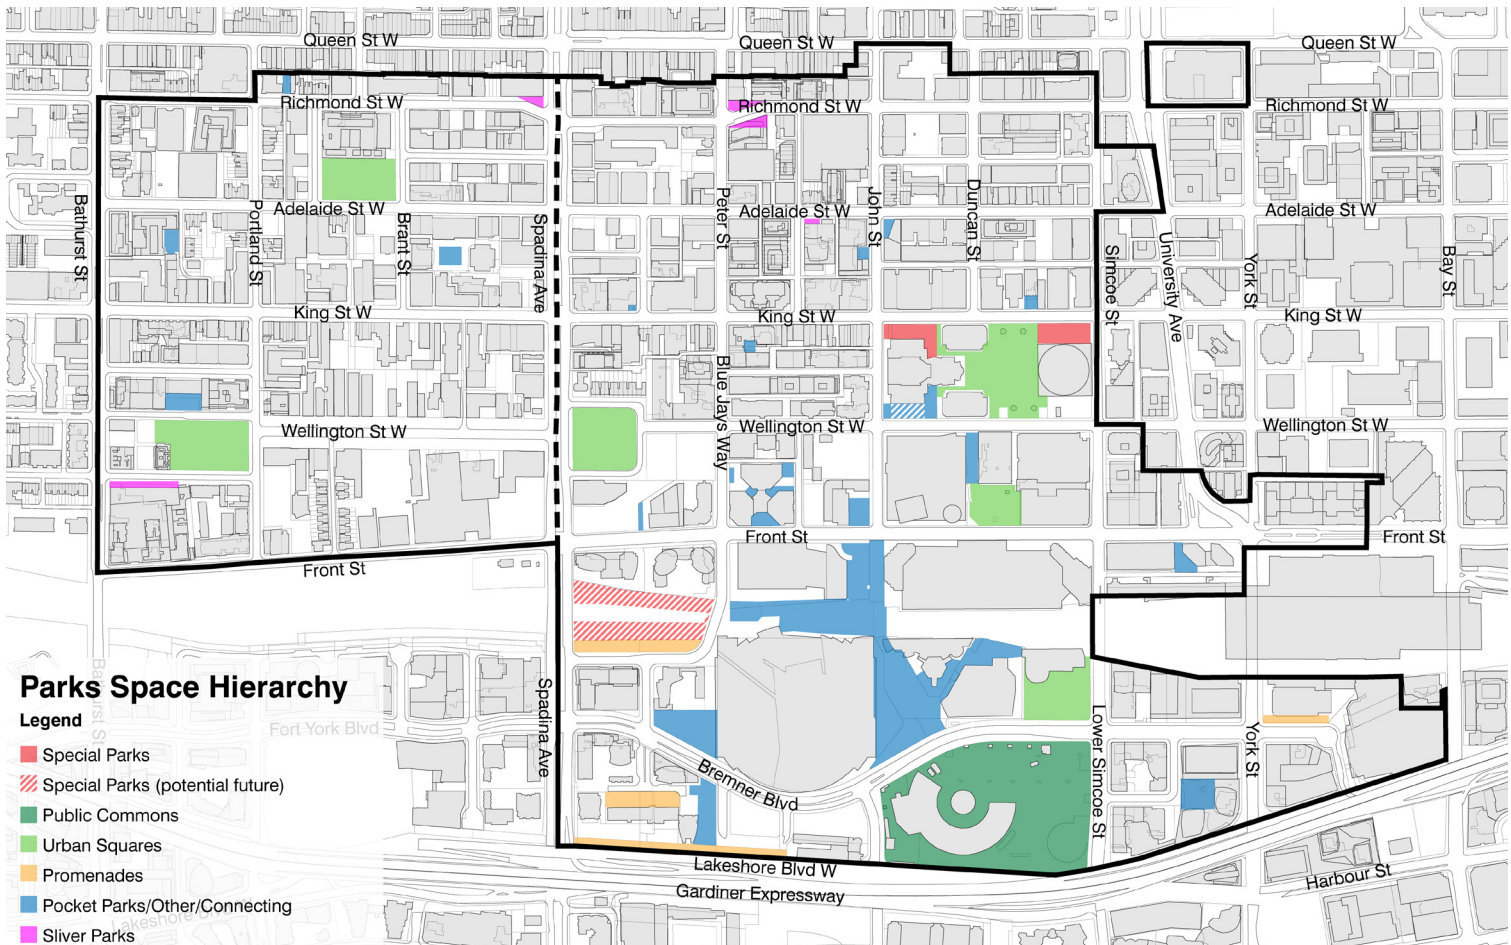 Queen St W
Queen St W
Queen St W
Richmond St W
Richmond St W
Richmond St W
Bathurst St
Portland St
Adelaide St W
Brant St
Spadina Ave
Peter St
Adelaide St W
John St
Duncan St
Simcoe St
University Ave
Adelaide St W
York St
Bay St
King St W
King St W
King St W
Blue Jays Way
Wellington St W
Wellington St W
Wellington St W
Front St
Front St
Front St
Bathurst St
Fort York Blvd
Spadina Ave
Bremner Blvd
Lower Simcoe St
York St
Lakeshore Blvd W
Gardiner Expressway
Harbour St
Parks Space Hierarchy
Legend
Special Parks
Special Parks (potential future)
Public Commons
Urban Squares
Promenades
Pocket Parks/Other/Connecting
Lakeshore Blvd W
Sliver Parks